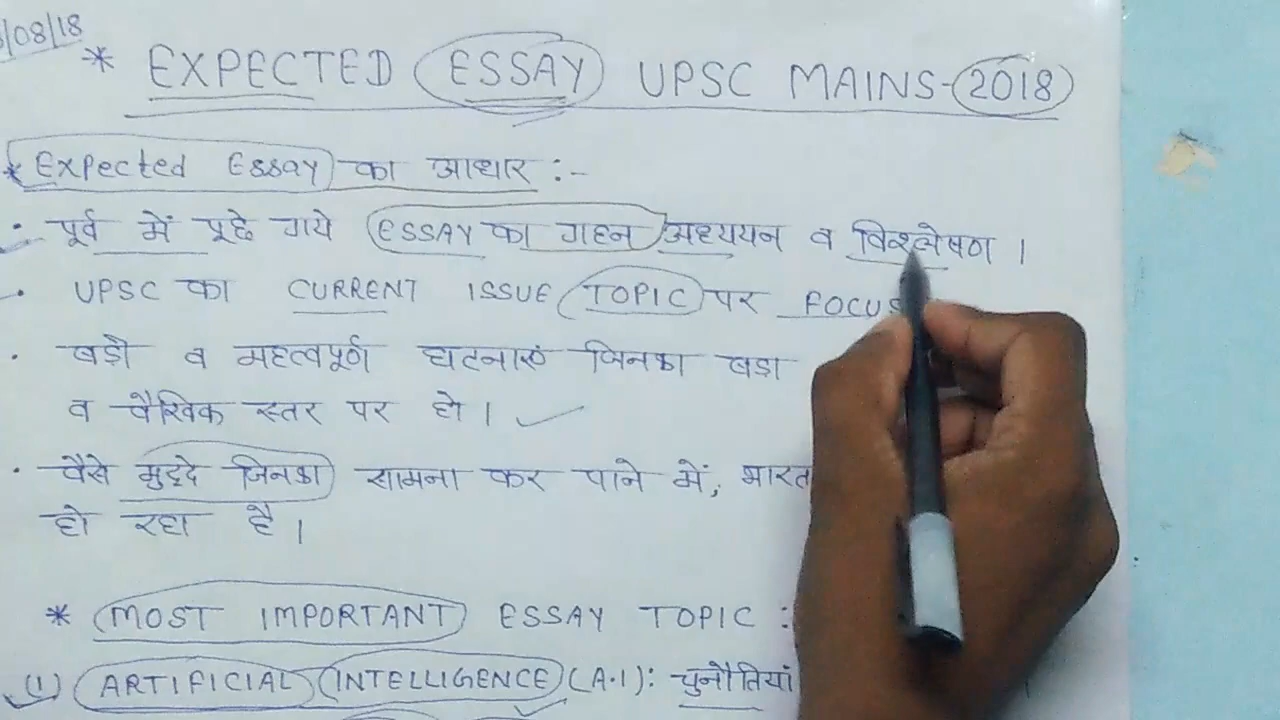 /08/18
* EXPECTED ESSAY UPSC MAINS-2018
* Expected Essay का आधार :-
• पूर्व में पूछे गये ESSAY का गहन अध्ययन व विश्लेषण ।
• UPSC का CURRENT ISSUE TOPIC पर FOCUS
• बड़ी व महत्वपूर्ण घटनाएं जिनका बड़ा
व वैश्विक स्तर पर हो । ✓
• वैसे मुद्दे जिनका सामना कर पाने में, भारत
हो रहा है ।
* MOST IMPORTANT ESSAY TOPIC :
(1) ARTIFICIAL INTELLIGENCE (A.I): चुनौतियां